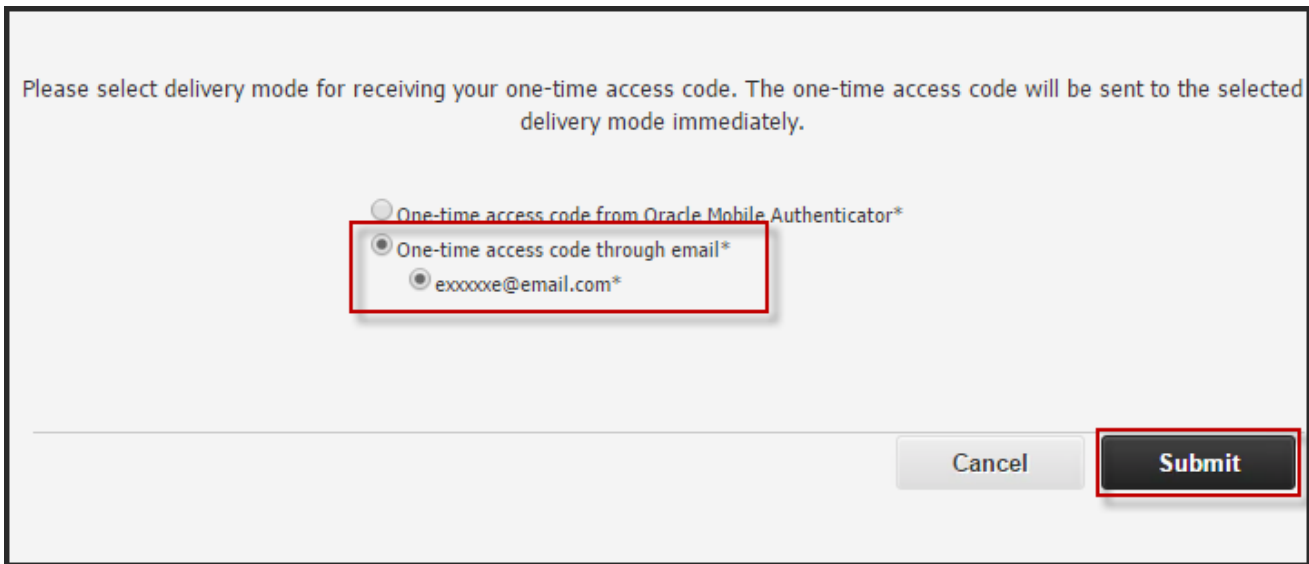 Please select delivery mode for receiving your one-time access code. The one-time access code will be sent to the selected
delivery mode immediately.
One-time access code from Oracle Mobile Authenticator*
One-time access code through email*
exxxxxe@email.com*
Cancel
Submit